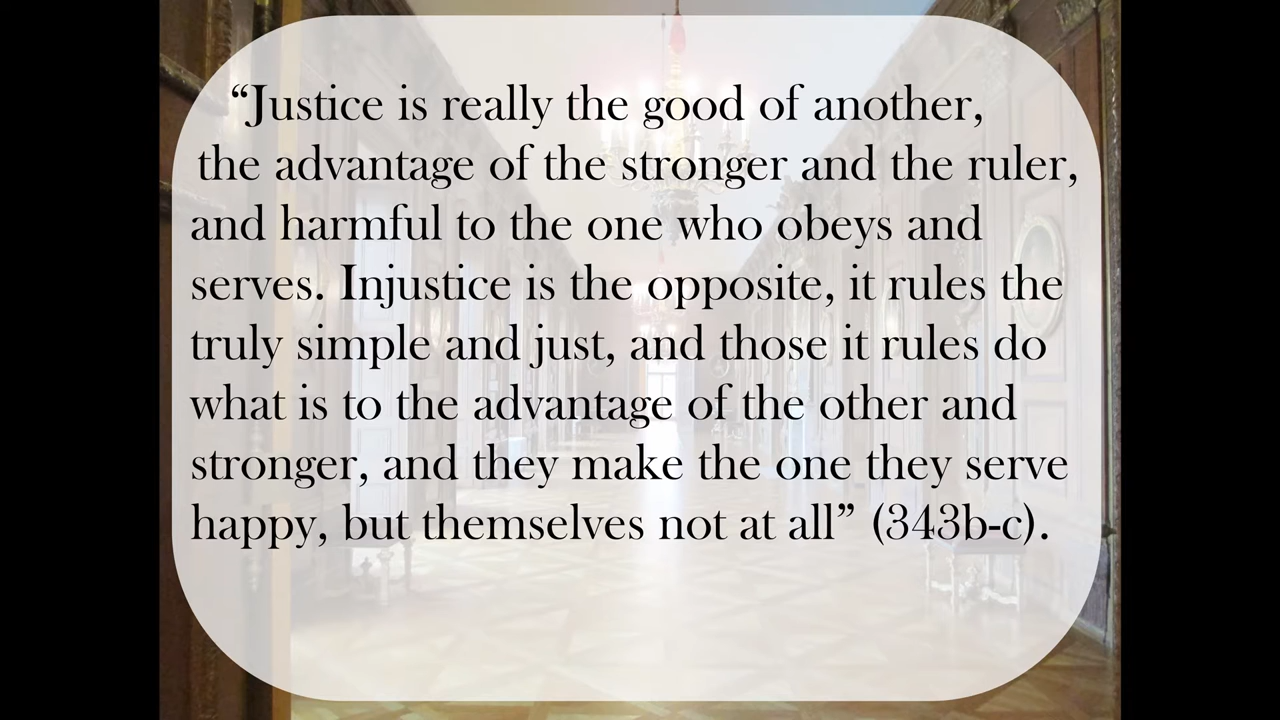 “Justice is really the good of another,
the advantage of the stronger and the ruler,
and harmful to the one who obeys and
serves. Injustice is the opposite, it rules the
truly simple and just, and those it rules do
what is to the advantage of the other and
stronger, and they make the one they serve
happy, but themselves not at all” (343b-c).